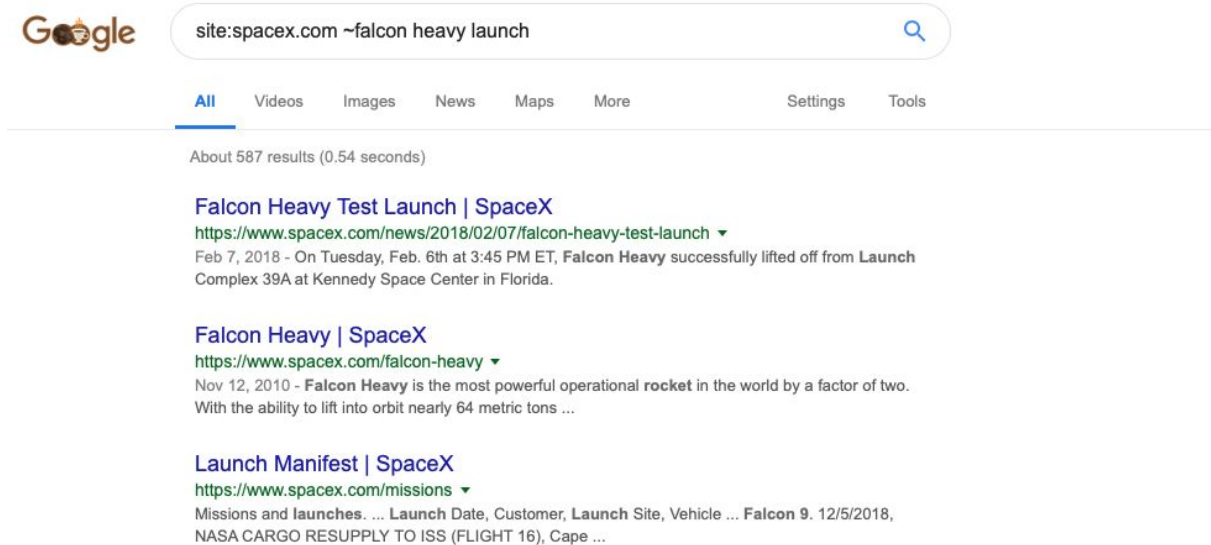 Google
site:spacex.com ~falcon heavy launch
All Videos Images News Maps More Settings Tools
About 587 results (0.54 seconds)
Falcon Heavy Test Launch | SpaceX
https://www.spacex.com/news/2018/02/07/falcon-heavy-test-launch
Feb 7, 2018 - On Tuesday, Feb. 6th at 3:45 PM ET, Falcon Heavy successfully lifted off from Launch
Complex 39A at Kennedy Space Center in Florida.
Falcon Heavy | SpaceX
https://www.spacex.com/falcon-heavy
Nov 12, 2010 - Falcon Heavy is the most powerful operational rocket in the world by a factor of two.
With the ability to lift into orbit nearly 64 metric tons ...
Launch Manifest | SpaceX
https://www.spacex.com/missions
Missions and launches. ... Launch Date, Customer, Launch Site, Vehicle ... Falcon 9. 12/5/2018,
NASA CARGO RESUPPLY TO ISS (FLIGHT 16), Cape ...